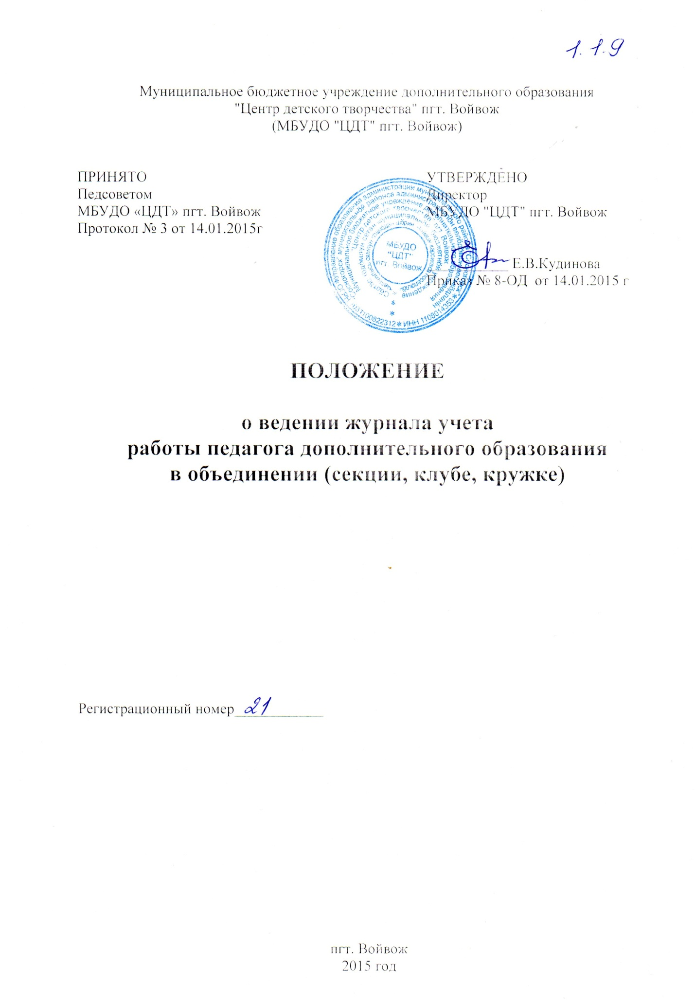 1.1.9
Муниципальное бюджетное учреждение дополнительного образования
"Центр детского творчества" пгт. Войвож
(МБУДО "ЦДТ" пгт. Войвож)
ПРИНЯТО
Педсоветом
МБУДО «ЦДТ» пгт. Войвож
Протокол № 3 от 14.01.2015г
УТВЕРЖДЕНО
Директор
МБУДО "ЦДТ" пгт. Войвож
Е.В.Кудинова
Приказ № 8-ОД от 14.01.2015 г
МБУДО
"ЦДТ"
пгт. Войвож
ИНН 1108014353
ПОЛОЖЕНИЕ
о ведении журнала учета
работы педагога дополнительного образования
в объединении (секции, клубе, кружке)
Регистрационный номер 21
пгт. Войвож
2015 год